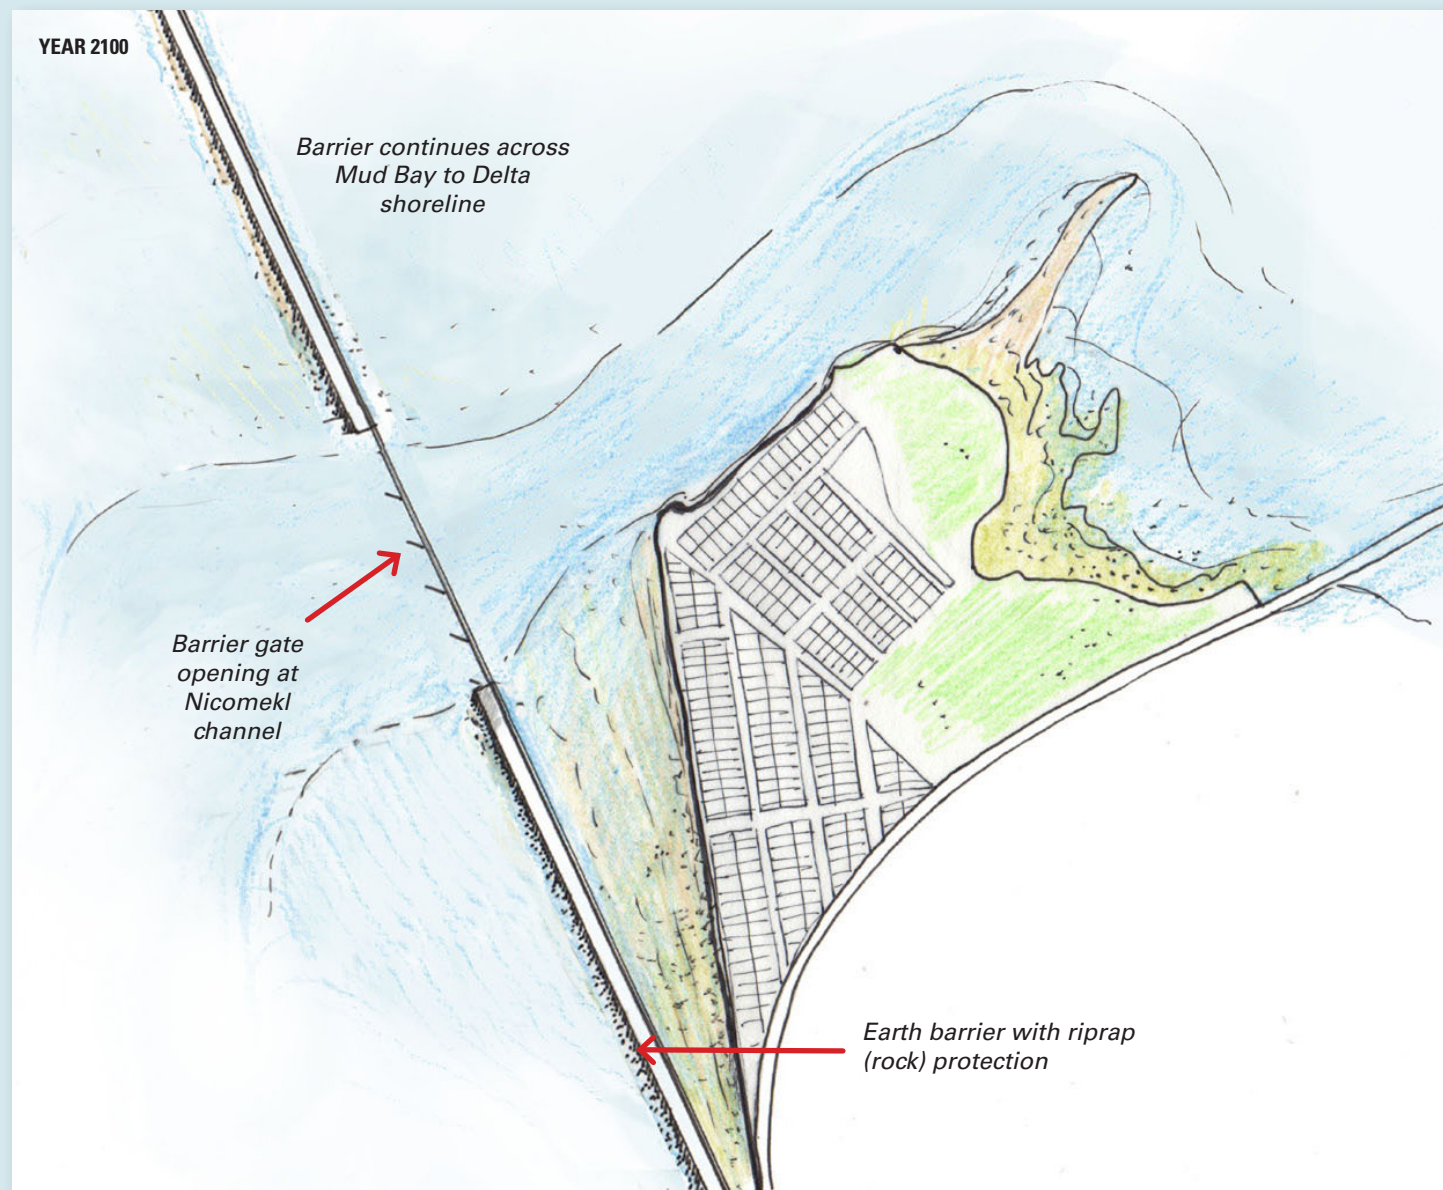 YEAR 2100
Barrier continues across
Mud Bay to Delta
shoreline
Barrier gate
opening at
Nicomekl
channel
Earth barrier with riprap
(rock) protection